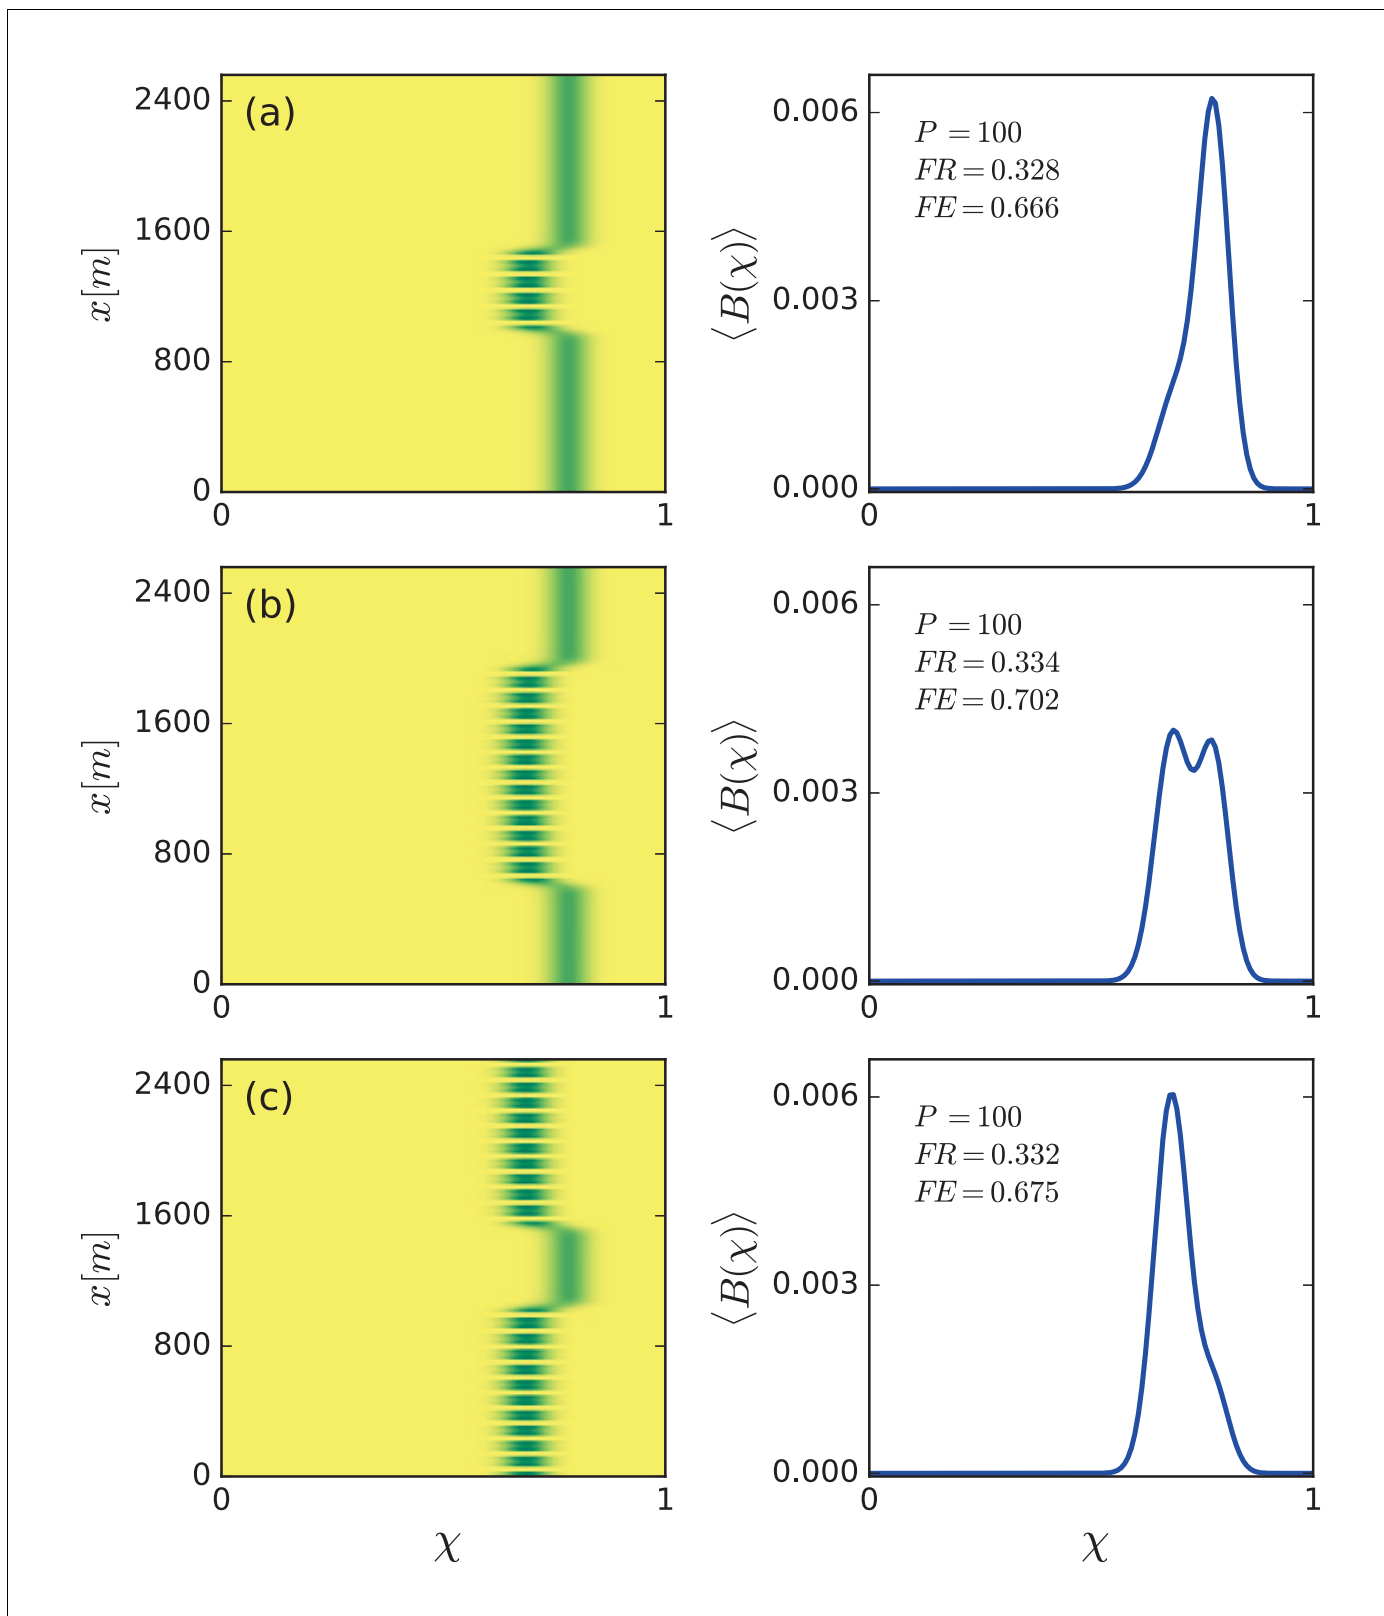 (a)
2400
1600
800
0
x[m]
0
1
0.006
0.003
0.000
⟨B(χ)⟩
P = 100
FR = 0.328
FE = 0.666
0
1
(b)
2400
1600
800
0
x[m]
0
1
0.006
0.003
0.000
⟨B(χ)⟩
P = 100
FR = 0.334
FE = 0.702
0
1
(c)
2400
1600
800
0
x[m]
0
1
χ
0.006
0.003
0.000
⟨B(χ)⟩
P = 100
FR = 0.332
FE = 0.675
0
1
χ